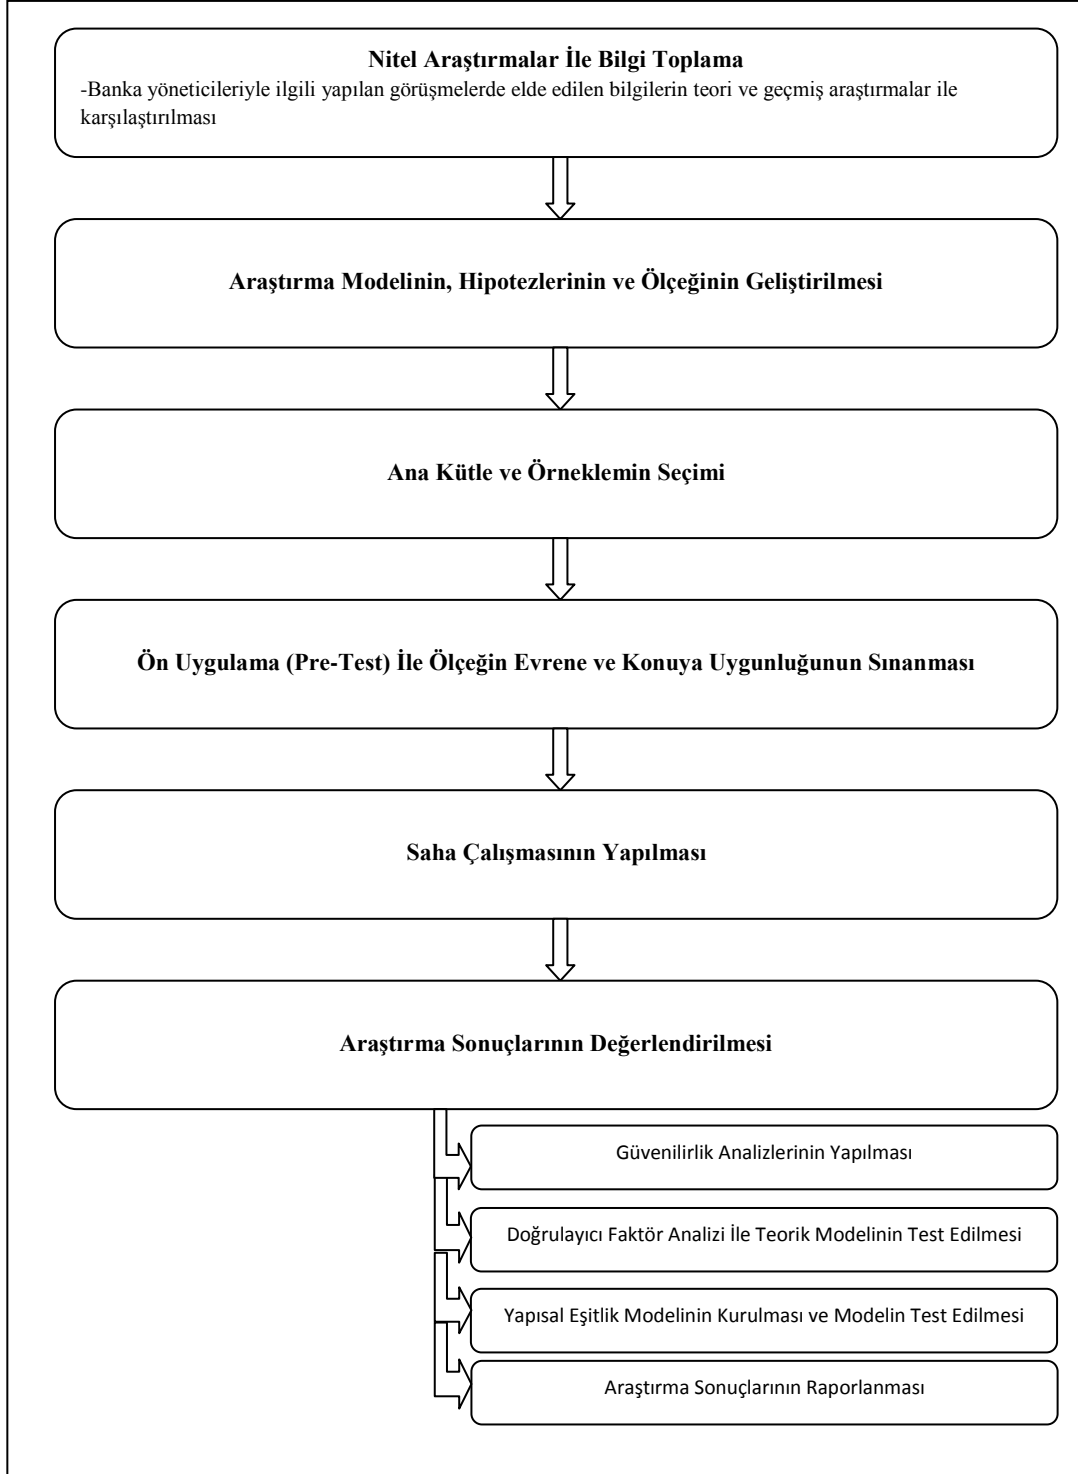 Nitel Araştırmalar İle Bilgi Toplama
-Banka yöneticileriyle ilgili yapılan görüşmelerde elde edilen bilgilerin teori ve geçmiş araştırmalar ile
karşılaştırılması
Araştırma Modelinin, Hipotezlerinin ve Ölçeğinin Geliştirilmesi
Ana Kütle ve Örneklemin Seçimi
Ön Uygulama (Pre-Test) İle Ölçeğin Evrene ve Konuya Uygunluğunun Sınanması
Saha Çalışmasının Yapılması
Araştırma Sonuçlarının Değerlendirilmesi
Güvenilirlik Analizlerinin Yapılması
Doğrulayıcı Faktör Analizi İle Teorik Modelinin Test Edilmesi
Yapısal Eşitlik Modelinin Kurulması ve Modelin Test Edilmesi
Araştırma Sonuçlarının Raporlanması